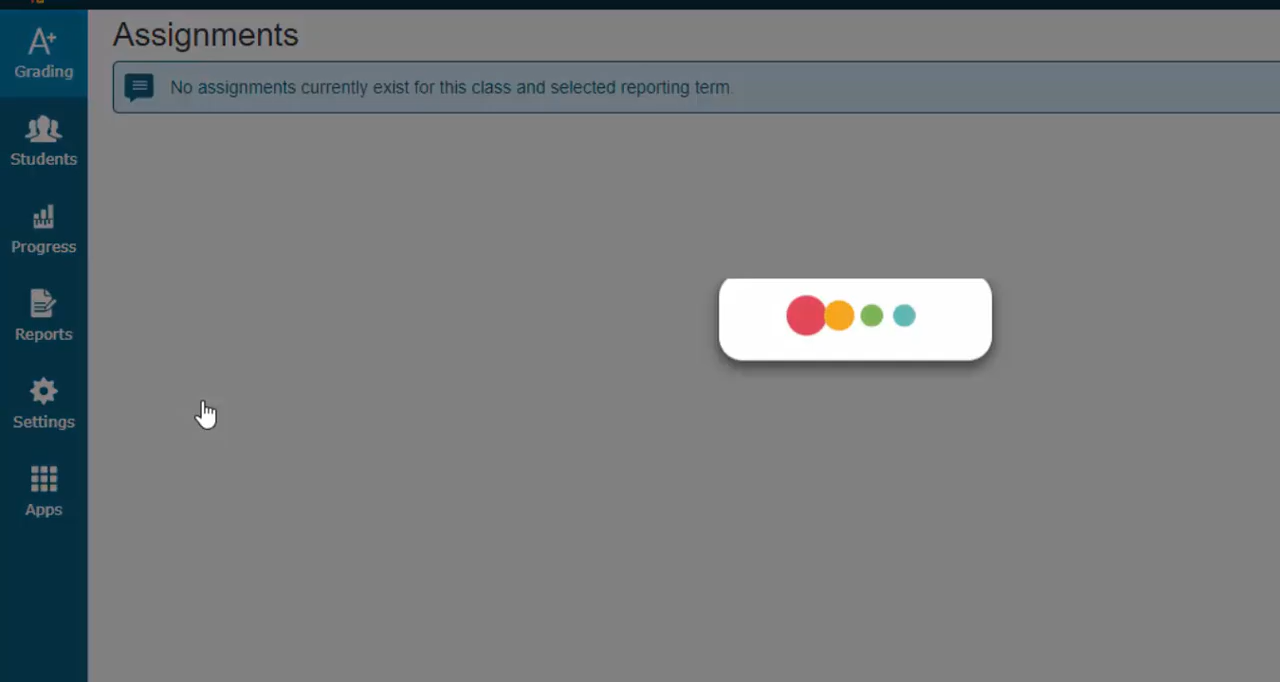 Assignments
No assignments currently exist for this class and selected reporting term.
A+
Grading
Students
Progress
Reports
Settings
Apps